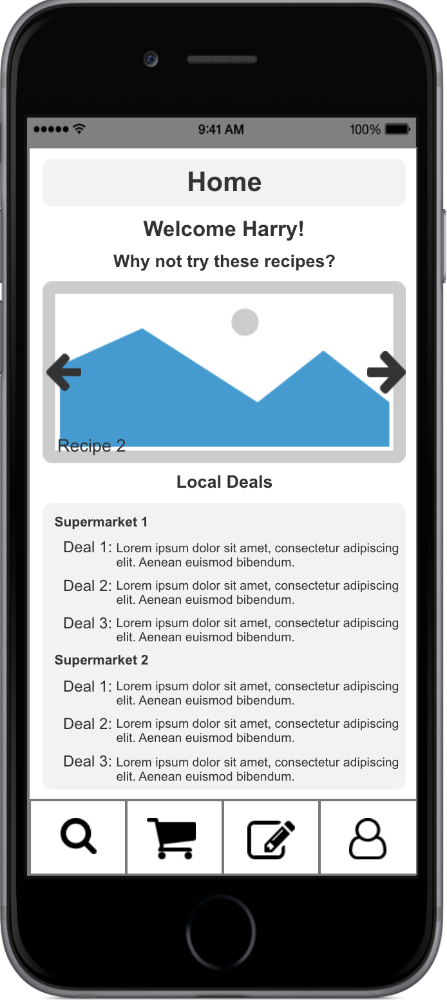 9:41 AM 100%
Home
Welcome Harry!
Why not try these recipes?
Recipe 2
Local Deals
Supermarket 1
Deal 1: Lorem ipsum dolor sit amet, consectetur adipiscing
elit. Aenean euismod bibendum.
Deal 2: Lorem ipsum dolor sit amet, consectetur adipiscing
elit. Aenean euismod bibendum.
Deal 3: Lorem ipsum dolor sit amet, consectetur adipiscing
elit. Aenean euismod bibendum.
Supermarket 2
Deal 1: Lorem ipsum dolor sit amet, consectetur adipiscing
elit. Aenean euismod bibendum.
Deal 2: Lorem ipsum dolor sit amet, consectetur adipiscing
elit. Aenean euismod bibendum.
Deal 3: Lorem ipsum dolor sit amet, consectetur adipiscing
elit. Aenean euismod bibendum.